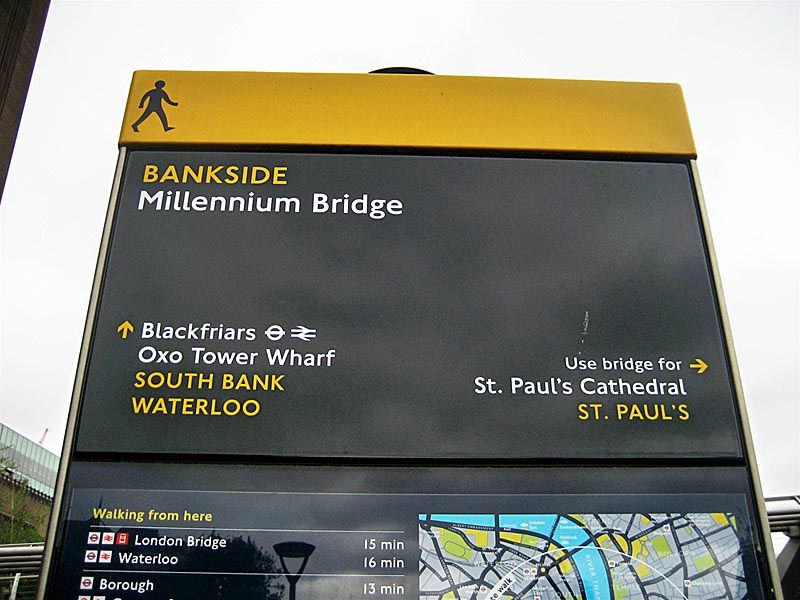 BANKSIDE
Millennium Bridge
Blackfriars
Oxo Tower Wharf
SOUTH BANK
WATERLOO
Use bridge for
St. Paul's Cathedral
ST. PAUL'S
Walking from here
London Bridge 15 min
Waterloo 16 min
Borough 13 min
walk